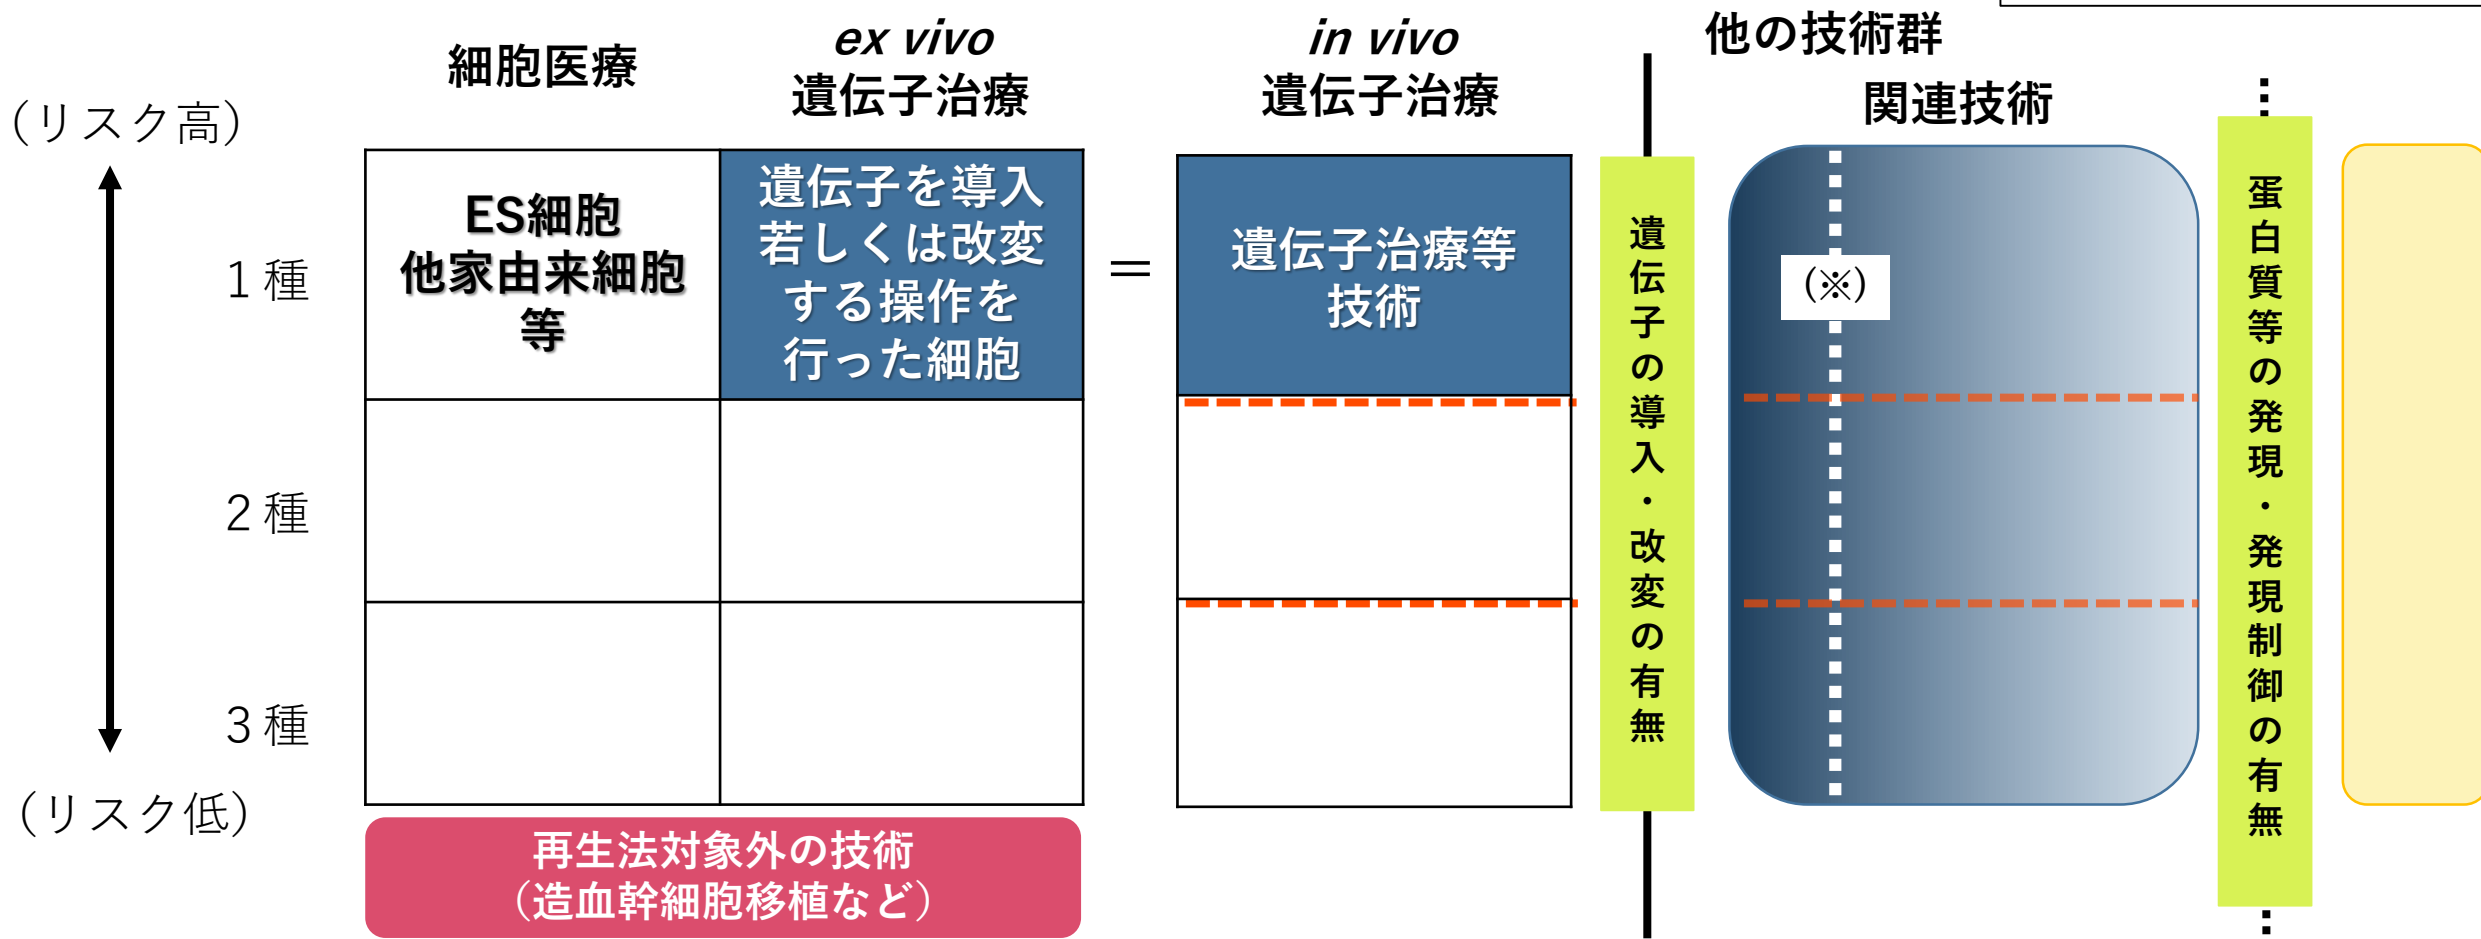 細胞医療
ex vivo
遺伝子治療
in vivo
遺伝子治療
他の技術群
関連技術
（リスク高）
1種
2種
3種
（リスク低）
ES細胞
他家由来細胞
等
遺伝子を導入
若しくは改変
する操作を
行った細胞
＝
遺伝子治療等
技術
遺伝子の導入・改変の有無
（※）
蛋白質等の発現・発現制御の有無
再生法対象外の技術
（造血幹細胞移植など）